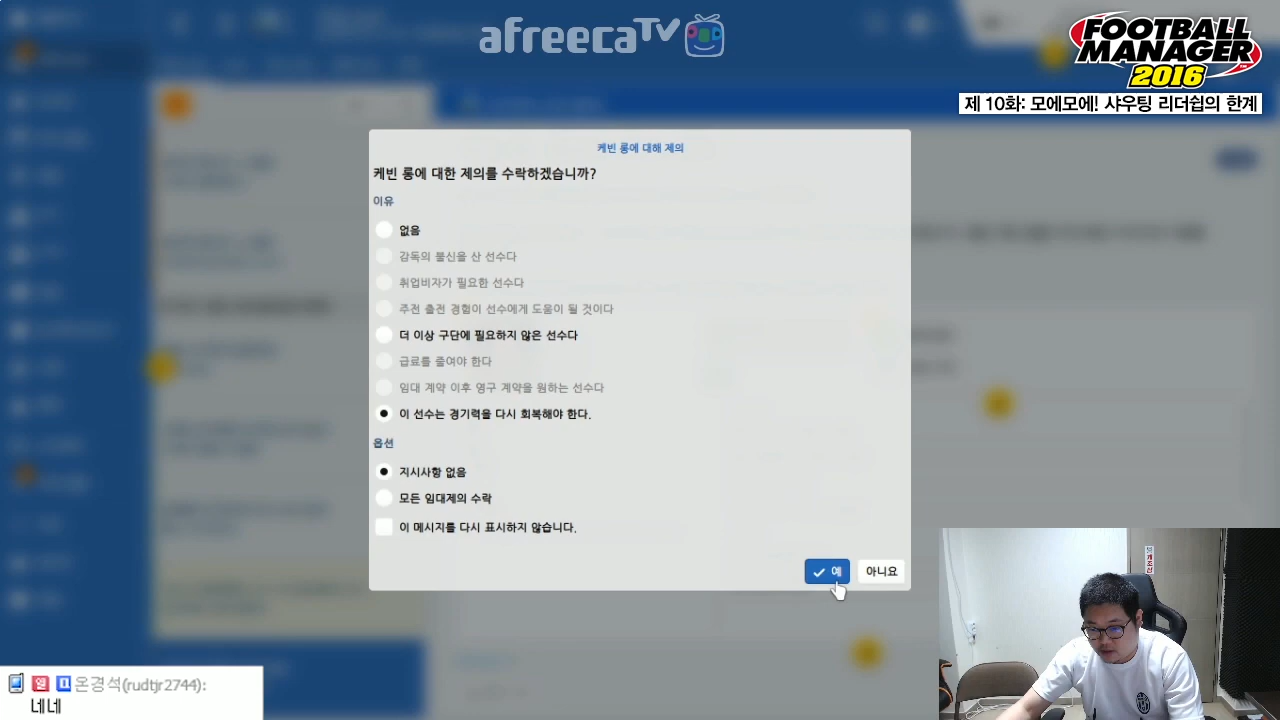 afreecaTV
FOOTBALL
MANAGER
2016
제 10화: 모에모에! 샤우팅 리더쉽의 한계
케빈 롱에 대해 제의
케빈 롱에 대한 제의를 수락하겠습니까?
이유
없음
감독의 불신을 산 선수다
취업비자가 필요한 선수다
주전 출전 경험이 선수에게 도움이 될 것이다
더 이상 구단에 필요하지 않은 선수다
급료를 줄여야 한다
임대 계약 이후 영구 계약을 원하는 선수다
이 선수는 경기력을 다시 회복해야 한다.
옵션
지시사항 없음
모든 임대제의 수락
이 메시지를 다시 표시하지 않습니다.
예
아니요
열 매 온경석(rudtjr2744):
네네